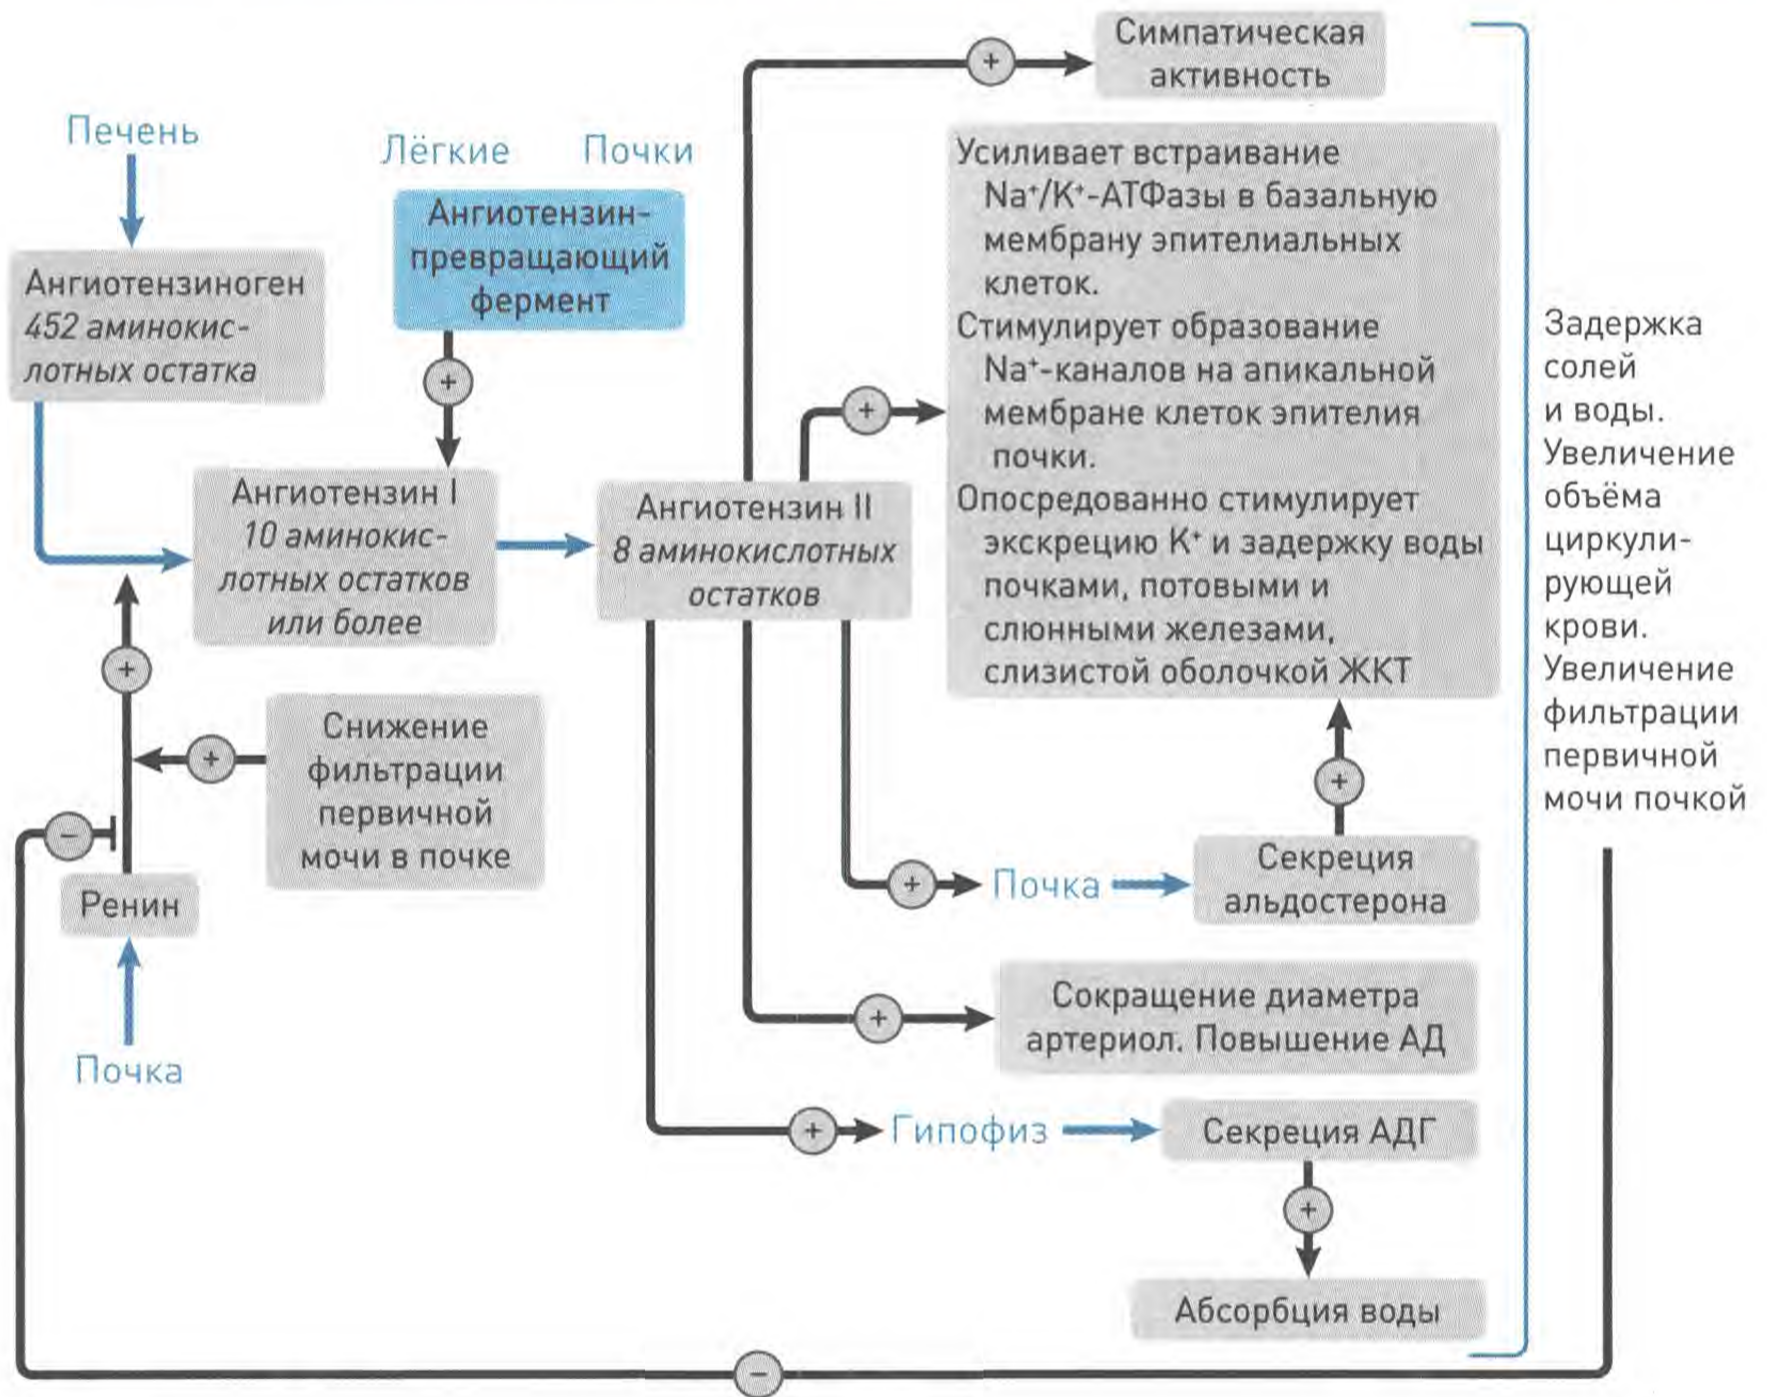 Симпатическая
активность
Печень
Лёгкие
Почки
Ангиотензин-
превращающий
фермент
Ангиотензиноген
452 аминокис-
лотных остатка
+
+
Усиливает встраивание
Na⁺/K⁺-АТФазы в базальную
мембрану эпителиальных
клеток.
Стимулирует образование
Na⁺-каналов на апикальной
мембране клеток эпителия
почки.
Опосредованно стимулирует
экскрецию K⁺ и задержку воды
почками, потовыми и
слюнными железами,
слизистой оболочкой ЖКТ
+
Ангиотензин I
10 аминокис-
лотных остатков
или более
Ангиотензин II
8 аминокислотных
остатков
Задержка
солей
и воды.
Увеличение
объёма
циркули-
рующей
крови.
Увеличение
фильтрации
первичной
мочи почкой
+
Снижение
фильтрации
первичной
мочи в почке
+
−
Ренин
Почка
+
+
Почка
Секреция
альдостерона
+
Сокращение диаметра
артериол. Повышение АД
+
Гипофиз
Секреция АДГ
+
Абсорбция воды
−